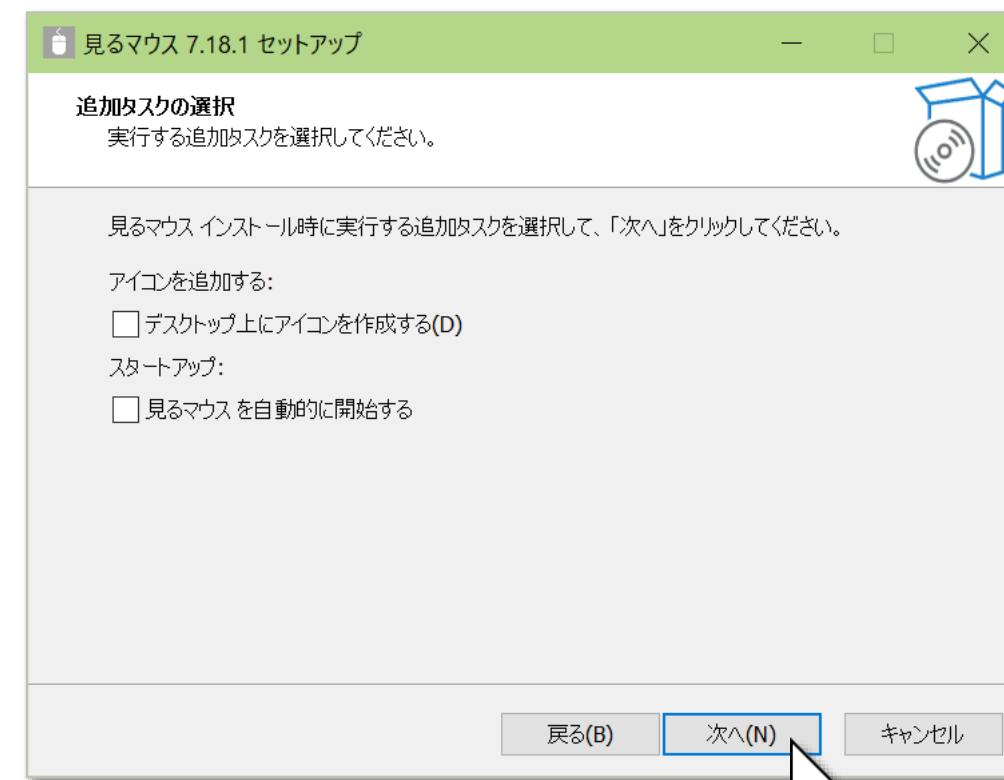 見るマウス 7.18.1 セットアップ
追加タスクの選択
実行する追加タスクを選択してください。
見るマウス インストール時に実行する追加タスクを選択して、「次へ」をクリックしてください。
アイコンを追加する:
デスクトップ上にアイコンを作成する(D)
スタートアップ:
見るマウス を自動的に開始する
戻る(B) 次へ(N) キャンセル